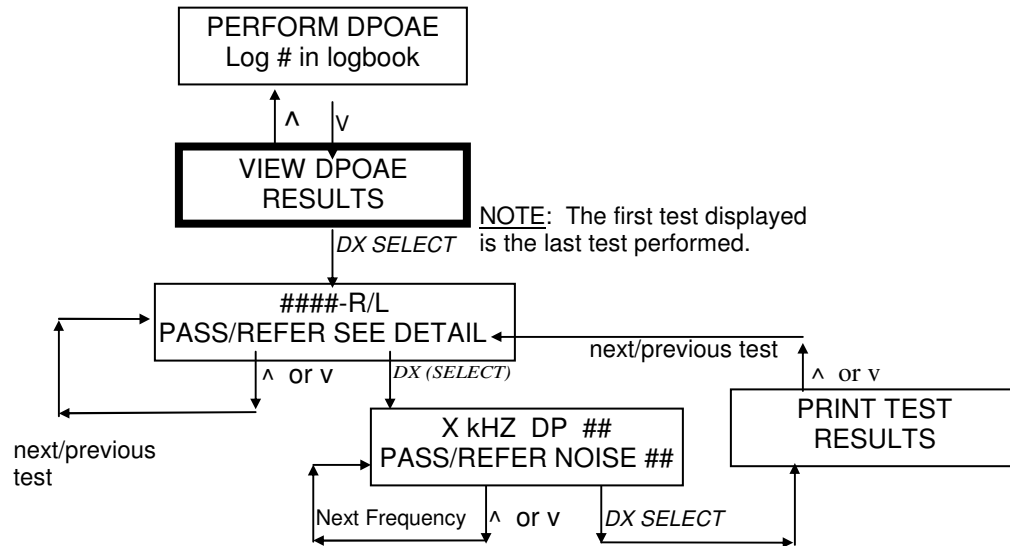 PERFORM DPOAE
Log # in logbook
^ V
VIEW DPOAE
RESULTS
NOTE: The first test displayed
is the last test performed.
DX SELECT
####-R/L
PASS/REFER SEE DETAIL
next/previous test
^ or v
DX (SELECT)
^ or v
next/previous
test
X kHZ DP ##
PASS/REFER NOISE ##
PRINT TEST
RESULTS
Next Frequency
^ or v
DX SELECT